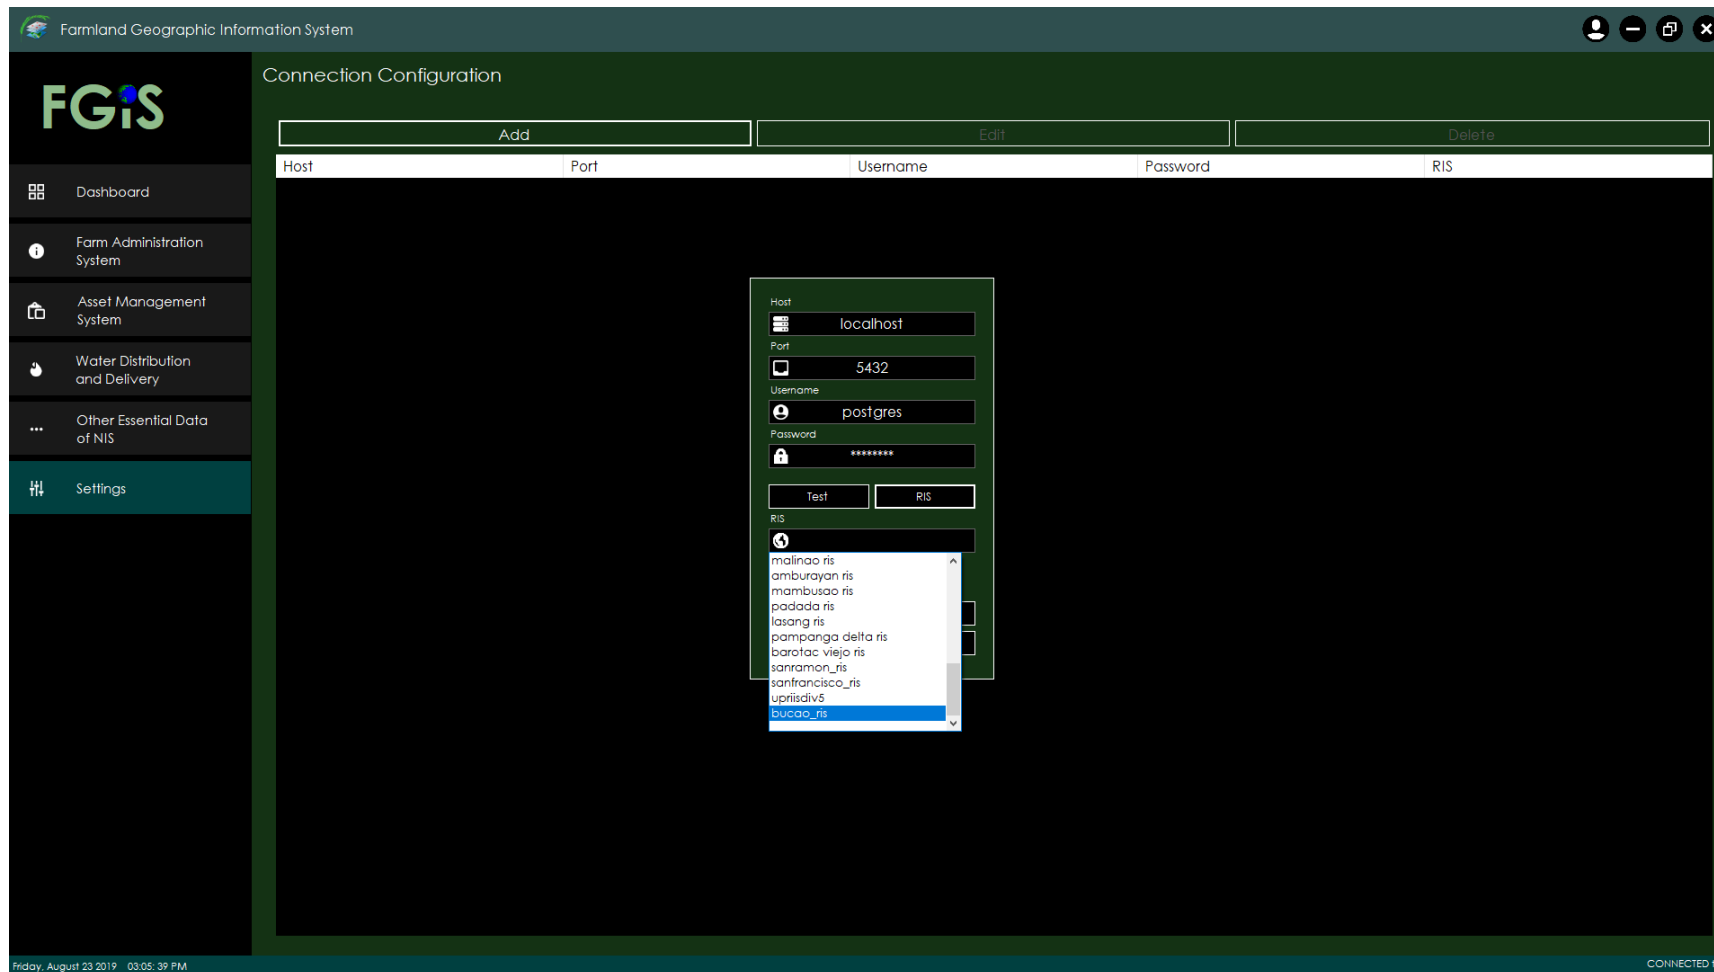 Farmland Geographic Information System
FGiS
Connection Configuration
Add
Edit
Delete
Host
Port
Username
Password
RIS
Dashboard
Farm Administration
System
Asset Management
System
Water Distribution
and Delivery
Other Essential Data
of NIS
Settings
Host
localhost
Port
5432
Username
postgres
Password
********
Test
RIS
RIS
malinao ris
amburayan ris
mambusao ris
padada ris
lasang ris
pampanga delta ris
barotac viejo ris
sanramon_ris
sanfrancisco_ris
upriisdiv5
bucao_ris
Friday, August 23 2019 03:05: 39 PM
CONNECTED